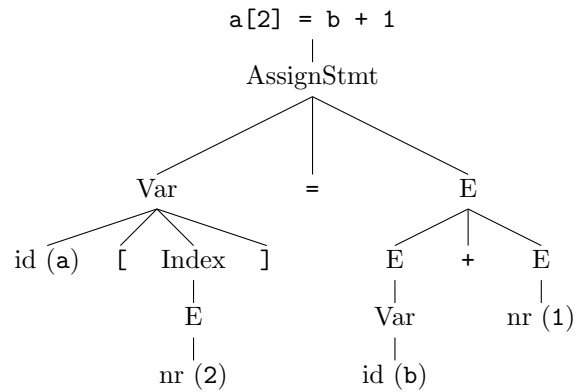 a[2] = b + 1
AssignStmt
Var = E
id (a) [ Index ] E + E
E Var nr (1)
nr (2) id (b)